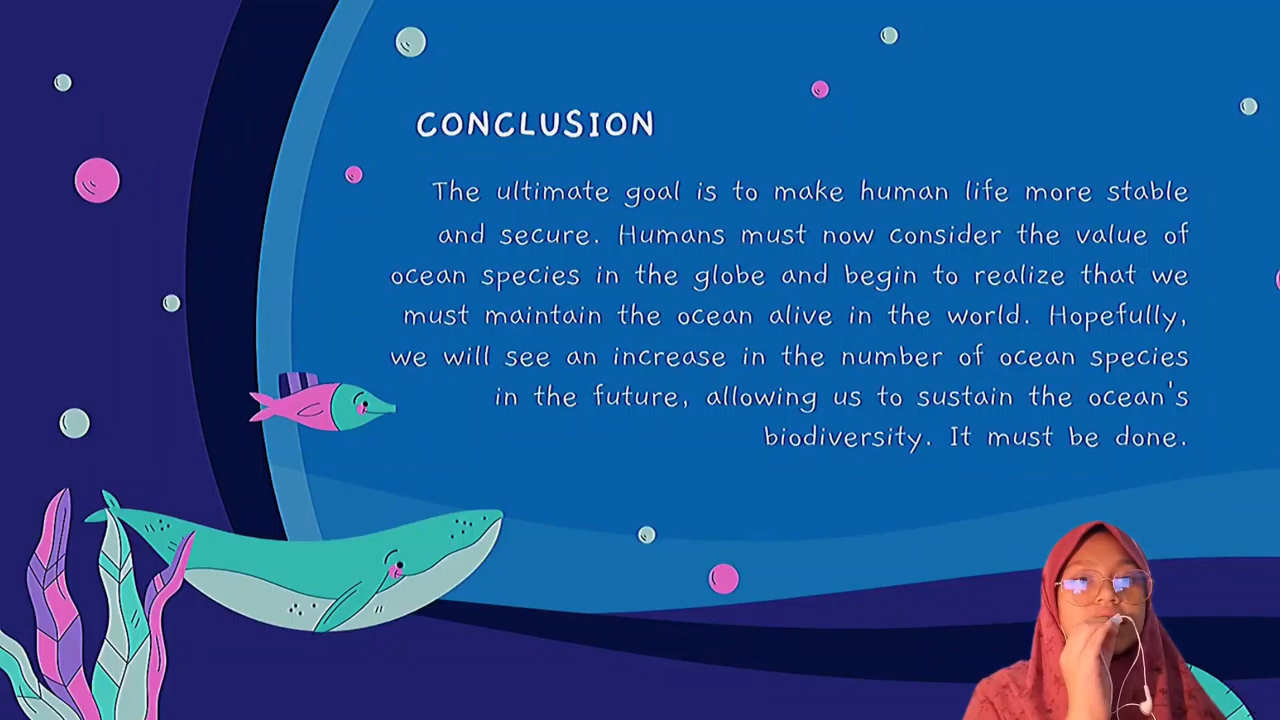 CONCLUSION
The ultimate goal is to make human life more stable
and secure. Humans must now consider the value of
ocean species in the globe and begin to realize that we
must maintain the ocean alive in the world. Hopefully,
we will see an increase in the number of ocean species
in the future, allowing us to sustain the ocean's
biodiversity. It must be done.